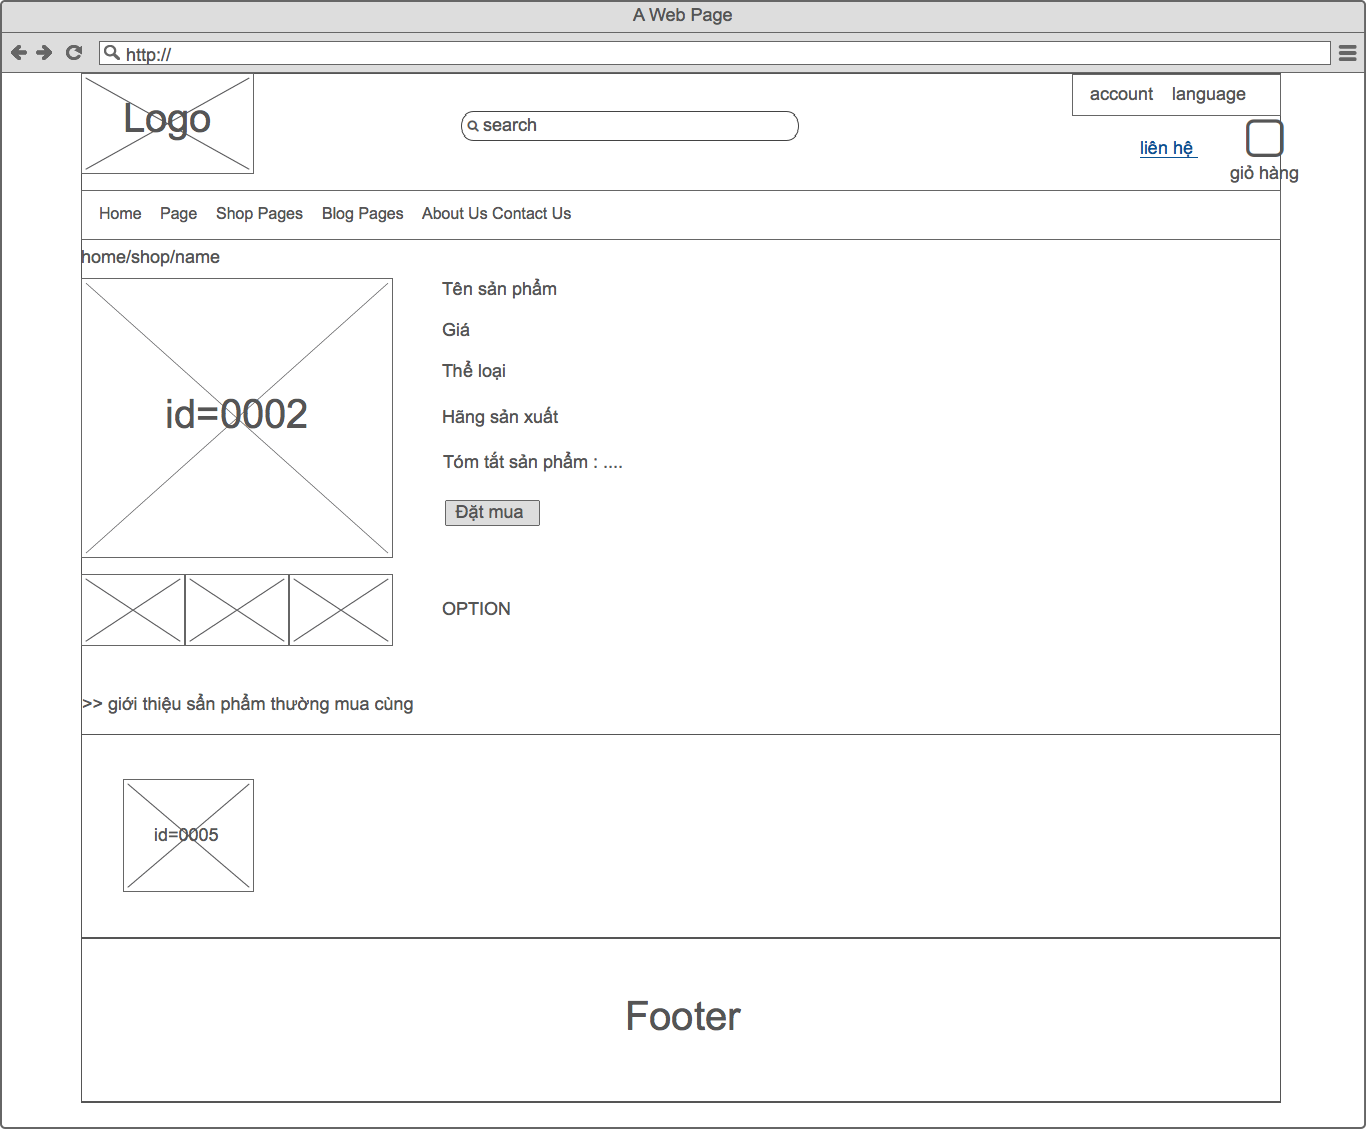 A Web Page
http://
Logo
search
account language
liên hệ
giỏ hàng
Home Page Shop Pages Blog Pages About Us Contact Us
home/shop/name
id=0002
Tên sản phẩm
Giá
Thể loại
Hãng sản xuất
Tóm tắt sản phẩm : ....
Đặt mua
OPTION
>> giới thiệu sẩn phẩm thường mua cùng
id=0005
Footer